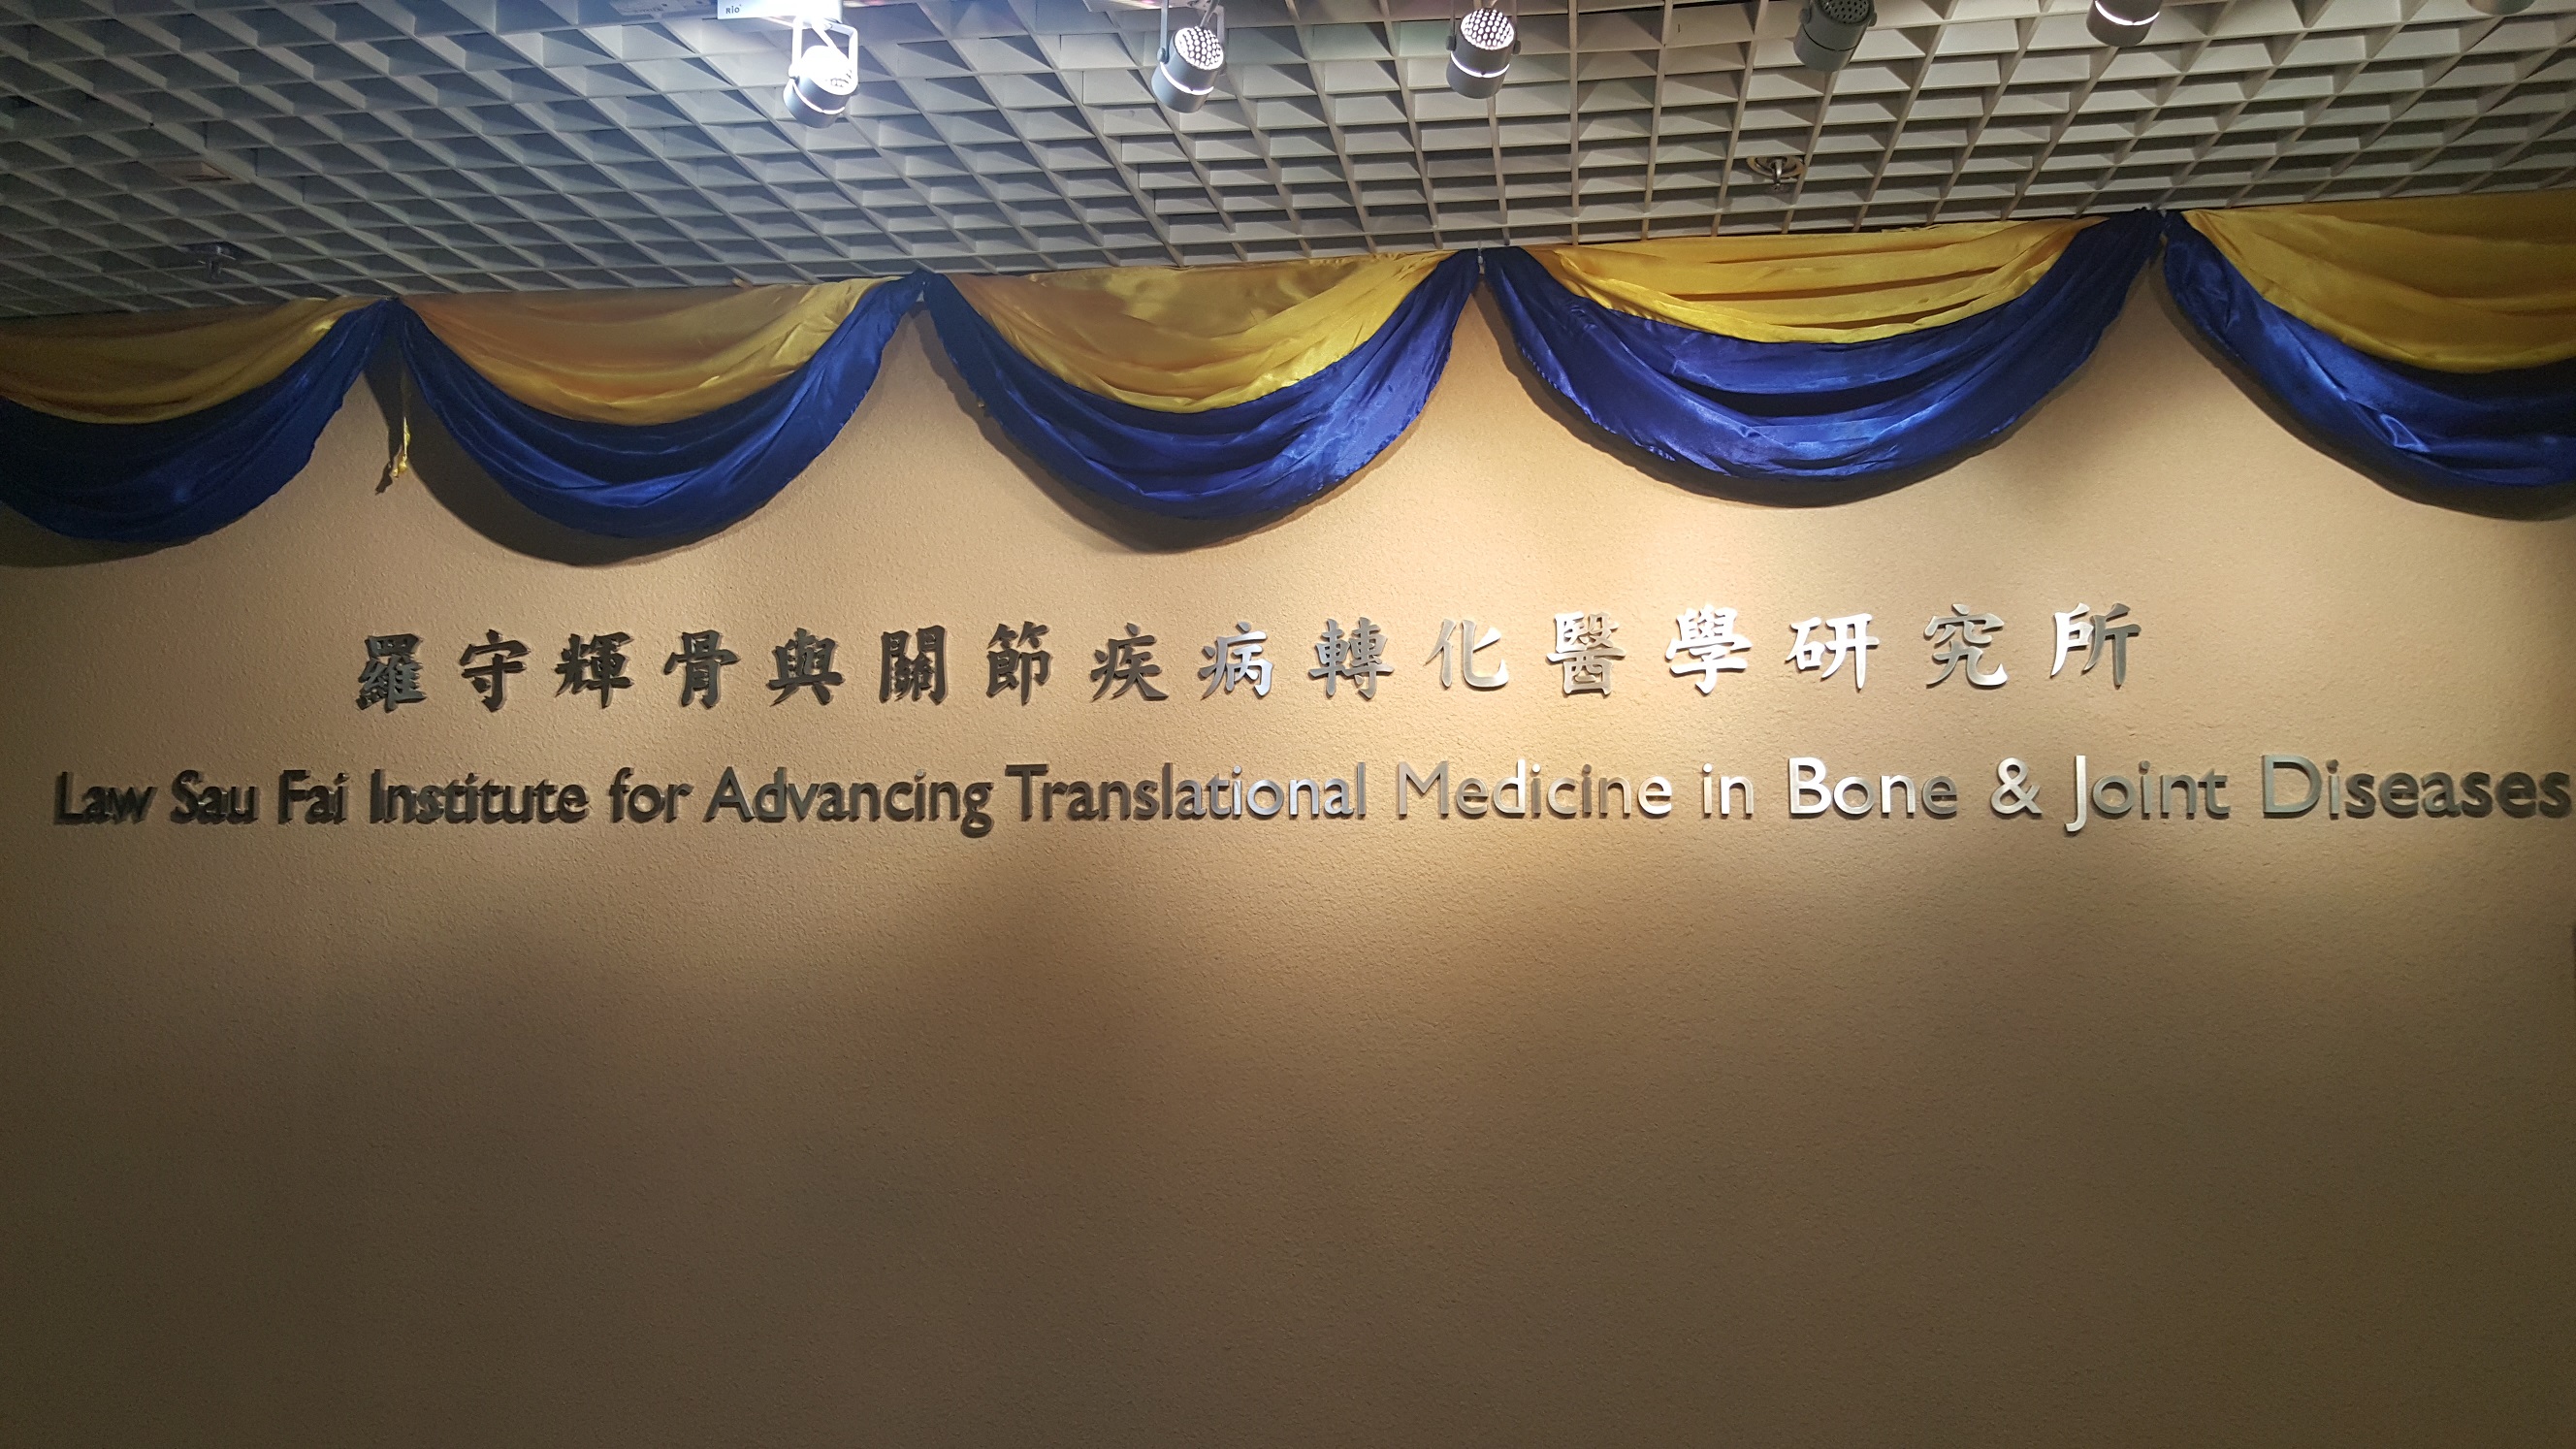 RIO
羅守輝骨與關節疾病轉化醫學研究所
Law Sau Fai Institute for Advancing Translational Medicine in Bone & Joint Diseases